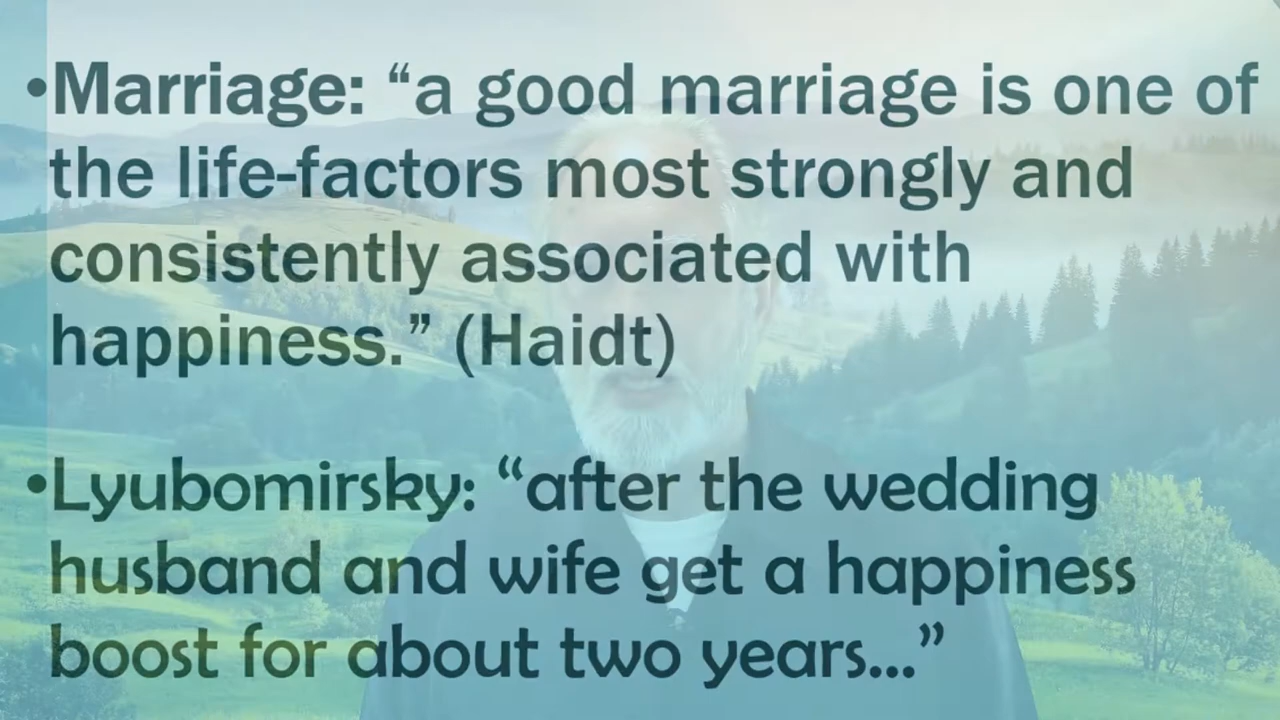 •Marriage: “a good marriage is one of
the life-factors most strongly and
consistently associated with
happiness.” (Haidt)
•Lyubomirsky: “after the wedding
husband and wife get a happiness
boost for about two years...”